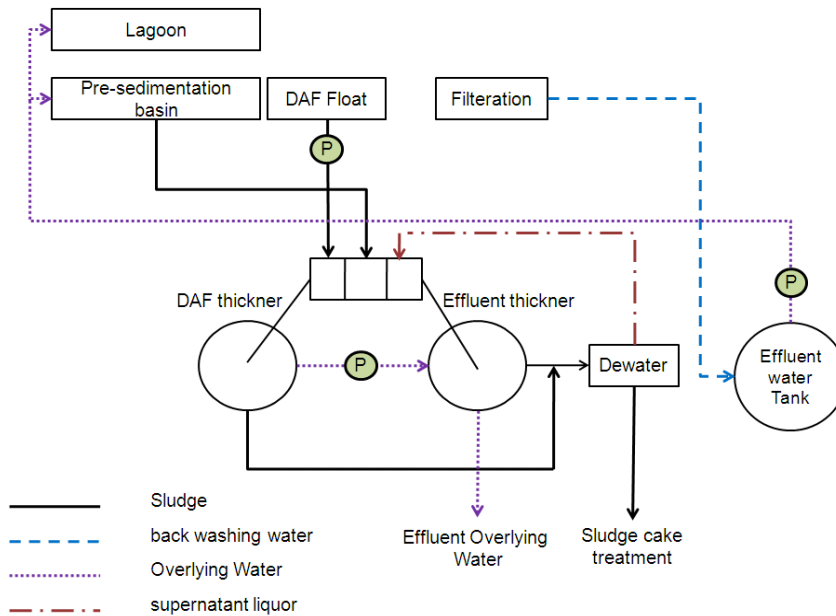 Lagoon
Pre-sedimentation
basin
DAF Float
Filteration
P
P
DAF thickner
Effluent thickner
P
Dewater
Effluent
water
Tank
Sludge
back washing water
Overlying Water
supernatant liquor
Effluent Overlying
Water
Sludge cake
treatment